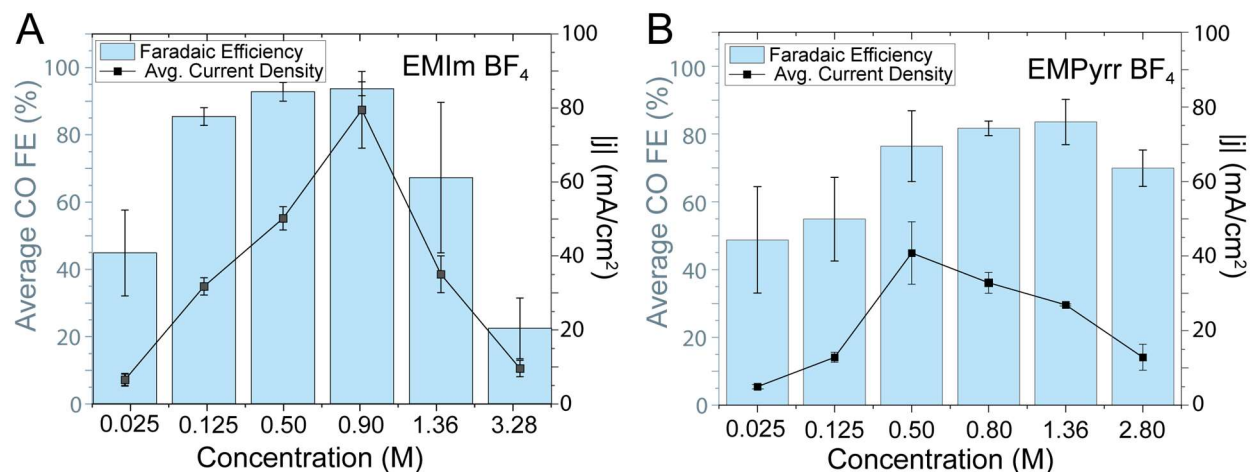 A
Faradaic Efficiency
Avg. Current Density
EMIm BF4
Average CO FE (%)
100
80
60
40
20
0
100
80
60
40
20
0
|j| (mA/cm2)
0.025 0.125 0.50 0.90 1.36 3.28
Concentration (M)
B
Faradaic Efficiency
Avg. Current Density
EMPyrr BF4
Average CO FE (%)
100
80
60
40
20
0
100
80
60
40
20
0
|j| (mA/cm2)
0.025 0.125 0.50 0.80 1.36 2.80
Concentration (M)